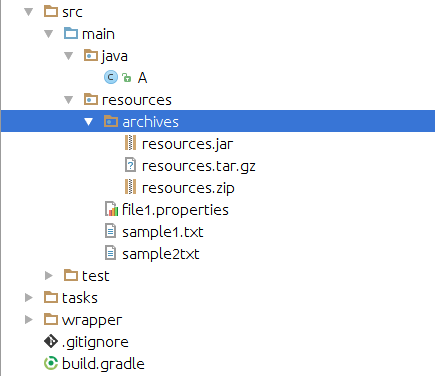 src
main
java
A
resources
archives
resources.jar
resources.tar.gz
resources.zip
file1.properties
sample1.txt
sample2txt
test
tasks
wrapper
.gitignore
build.gradle